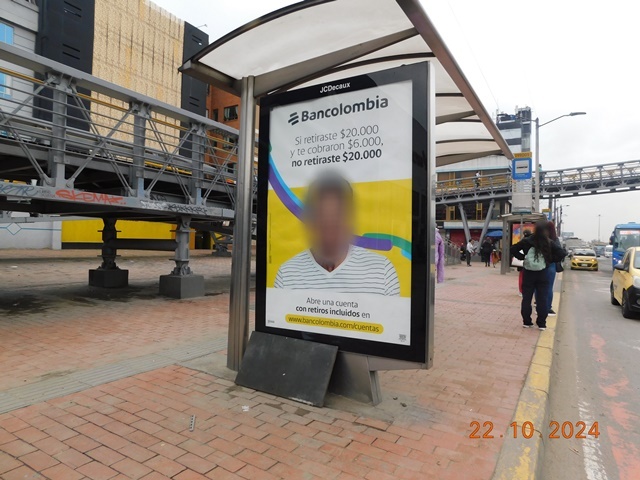 JCDecaux
Bancolombia
Si retiraste $20.000
y te cobraron $6.000,
no retiraste $20.000
Abre una cuenta
con retiros incluidos en
www.bancolombia.com/cuentas
22.10.2024